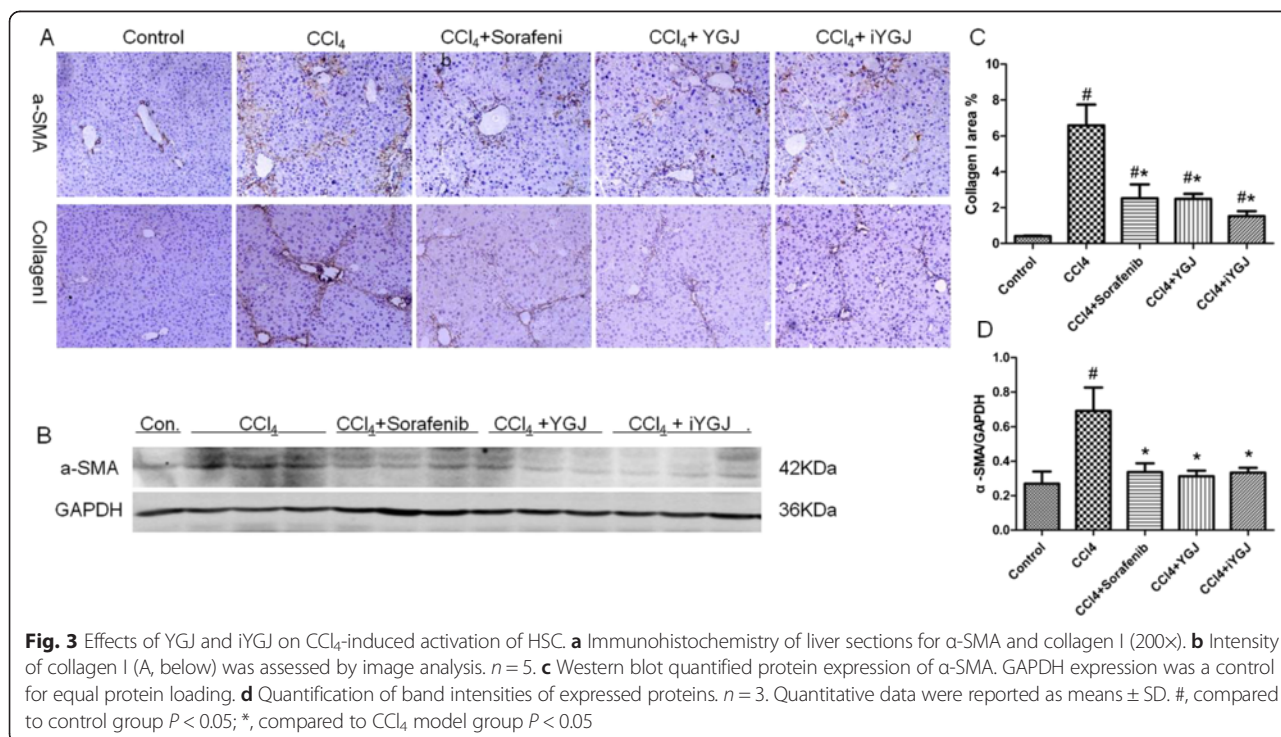 A
Control CCl4 CCl4+Sorafeni CCl4+ YGJ CCl4+ iYGJ
b
a-SMA
Collagen I
B
Con. CCl4 CCl4+Sorafenib CCl4 +YGJ CCl4 + iYGJ .
a-SMA 42KDa
GAPDH 36KDa
C
Collagen I area %
10
8
6
4
2
0
#
#*
#*
#*
Control CCl4 CCl4+Sorafenib CCl4+YGJ CCl4+iYGJ
D
α -SMA/GAPDH
1.0
0.8
0.6
0.4
0.2
0.0
#
*
*
*
Control CCl4 CCl4+Sorafenib CCl4+YGJ CCl4+iYGJ
Fig. 3 Effects of YGJ and iYGJ on CCl4-induced activation of HSC. a Immunohistochemistry of liver sections for α-SMA and collagen I (200×). b Intensity
of collagen I (A, below) was assessed by image analysis. n = 5. c Western blot quantified protein expression of α-SMA. GAPDH expression was a control
for equal protein loading. d Quantification of band intensities of expressed proteins. n = 3. Quantitative data were reported as means ± SD. #, compared
to control group P < 0.05; *, compared to CCl4 model group P < 0.05